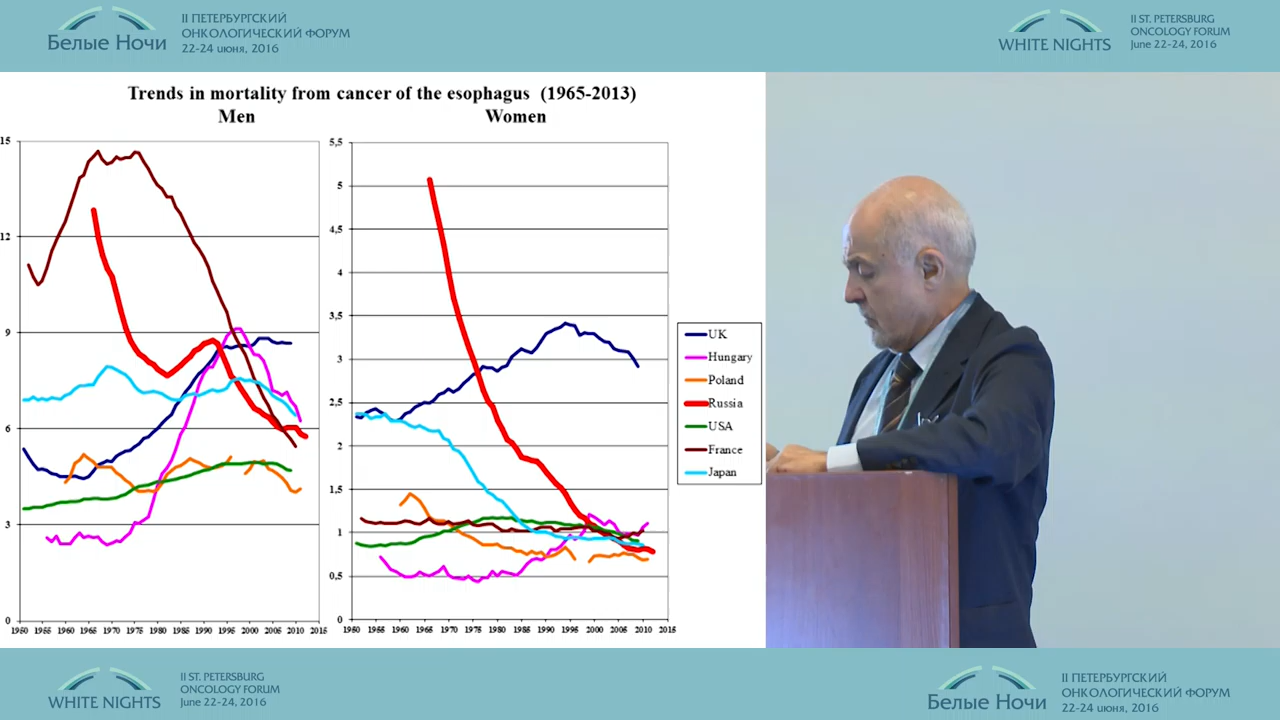 II ПЕТЕРБУРГСКИЙ
ОНКОЛОГИЧЕСКИЙ ФОРУМ
Белые Ночи
22-24 июня, 2016
II ST. PETERSBURG
ONCOLOGY FORUM
WHITE NIGHTS
June 22-24, 2016
Trends in mortality from cancer of the esophagus (1965-2013)
Men
Women
15
12
9
6
3
0
1950 1955 1960 1965 1970 1975 1980 1985 1990 1995 2000 2005 2010 2015
5,5
5
4,5
4
3,5
3
2,5
2
1,5
1
0,5
0
1950 1955 1960 1965 1970 1975 1980 1985 1990 1995 2000 2005 2010 2015
UK
Hungary
Poland
Russia
USA
France
Japan
II ST. PETERSBURG
ONCOLOGY FORUM
WHITE NIGHTS
June 22-24, 2016
II ПЕТЕРБУРГСКИЙ
ОНКОЛОГИЧЕСКИЙ ФОРУМ
Белые Ночи
22-24 июня, 2016